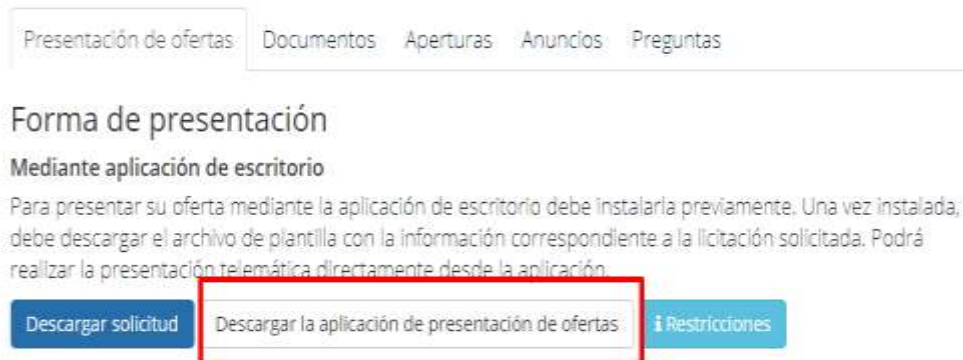 Presentación de ofertas Documentos Aperturas Anuncios Preguntas
Forma de presentación
Mediante aplicación de escritorio
Para presentar su oferta mediante la aplicación de escritorio debe instalarla previamente. Una vez instalada,
debe descargar el archivo de plantilla con la información correspondiente a la licitación solicitada. Podrá
realizar la presentación telemática directamente desde la aplicación.
Descargar solicitud Descargar la aplicación de presentación de ofertas i Restricciones